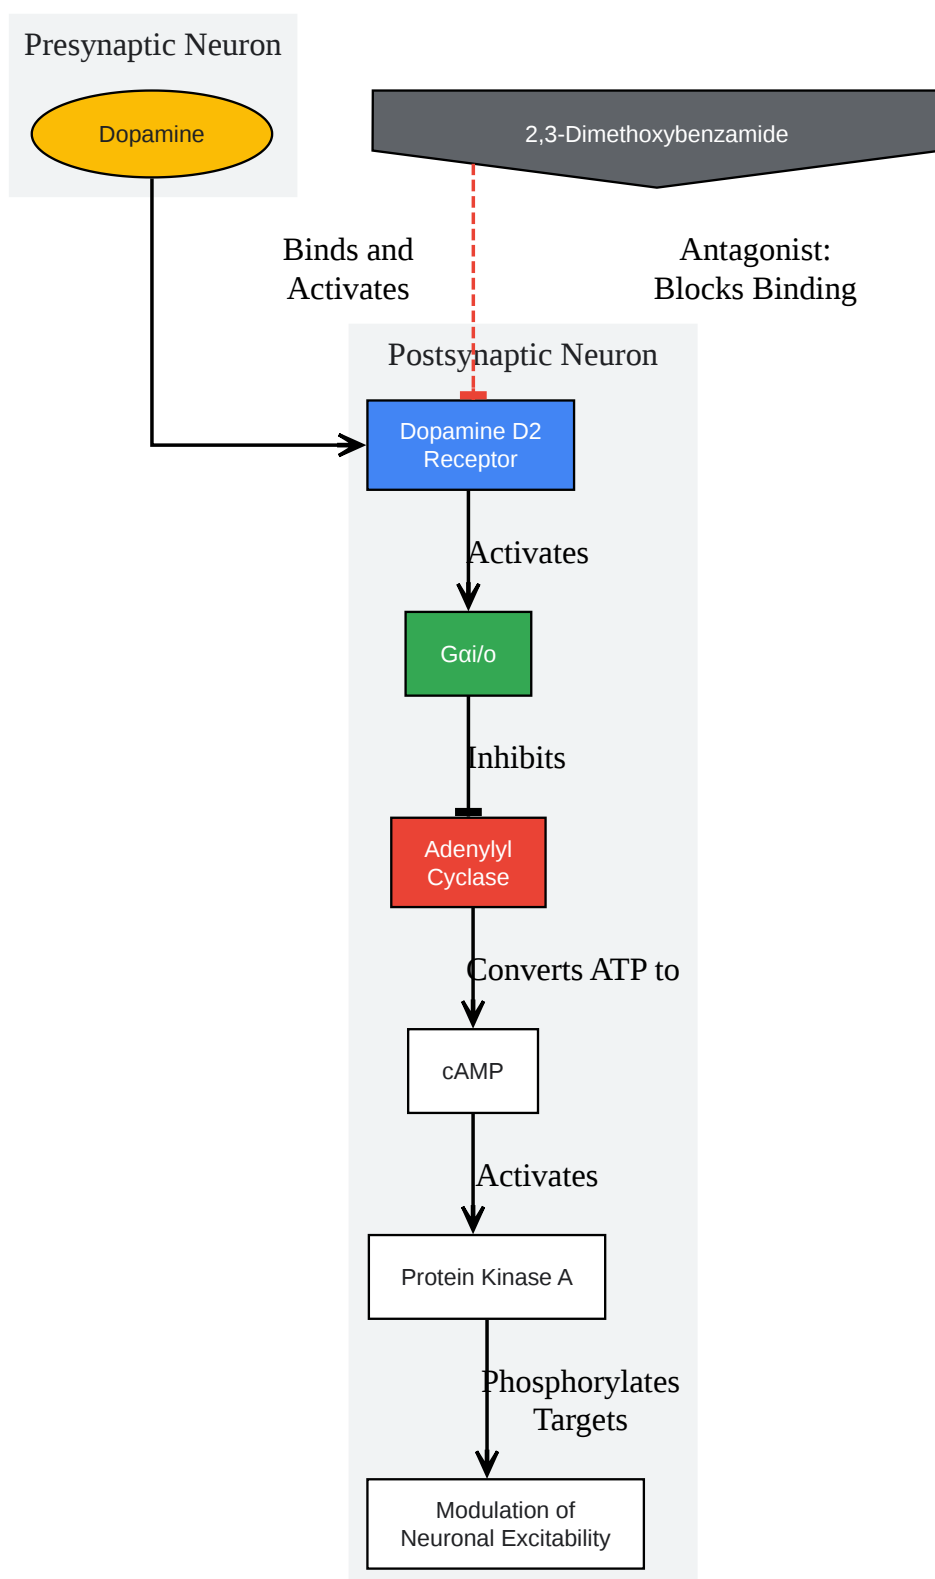 Presynaptic Neuron
Dopamine
2,3-Dimethoxybenzamide
Binds and
Activates
Antagonist:
Blocks Binding
Postsynaptic Neuron
Dopamine D2
Receptor
Activates
Gαi/o
Inhibits
Adenylyl
Cyclase
Converts ATP to
cAMP
Activates
Protein Kinase A
Phosphorylates
Targets
Modulation of
Neuronal Excitability